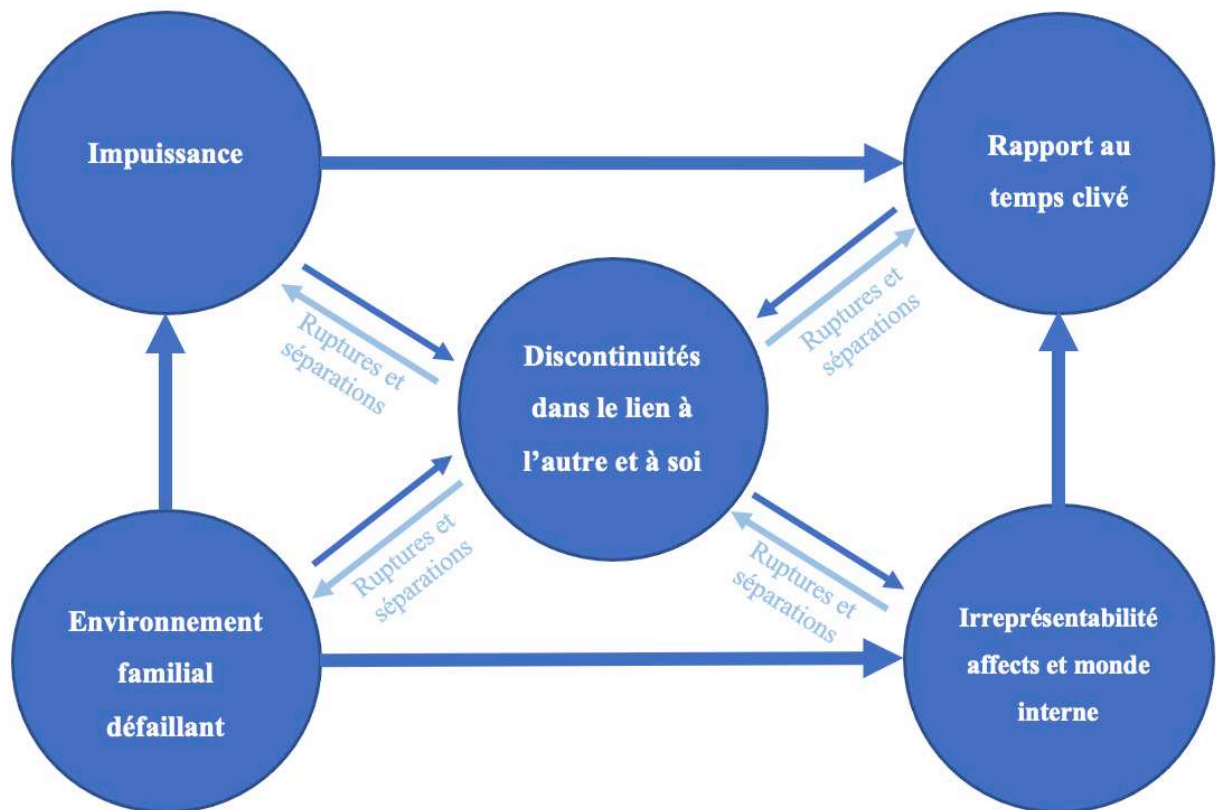 Impuissance
Rapport au
temps clivé
Ruptures et
séparations
Ruptures et
séparations
Discontinuités
dans le lien à
l’autre et à soi
Ruptures et
séparations
Ruptures et
séparations
Environnement
familial
défaillant
Irreprésentabilité
affects et monde
interne